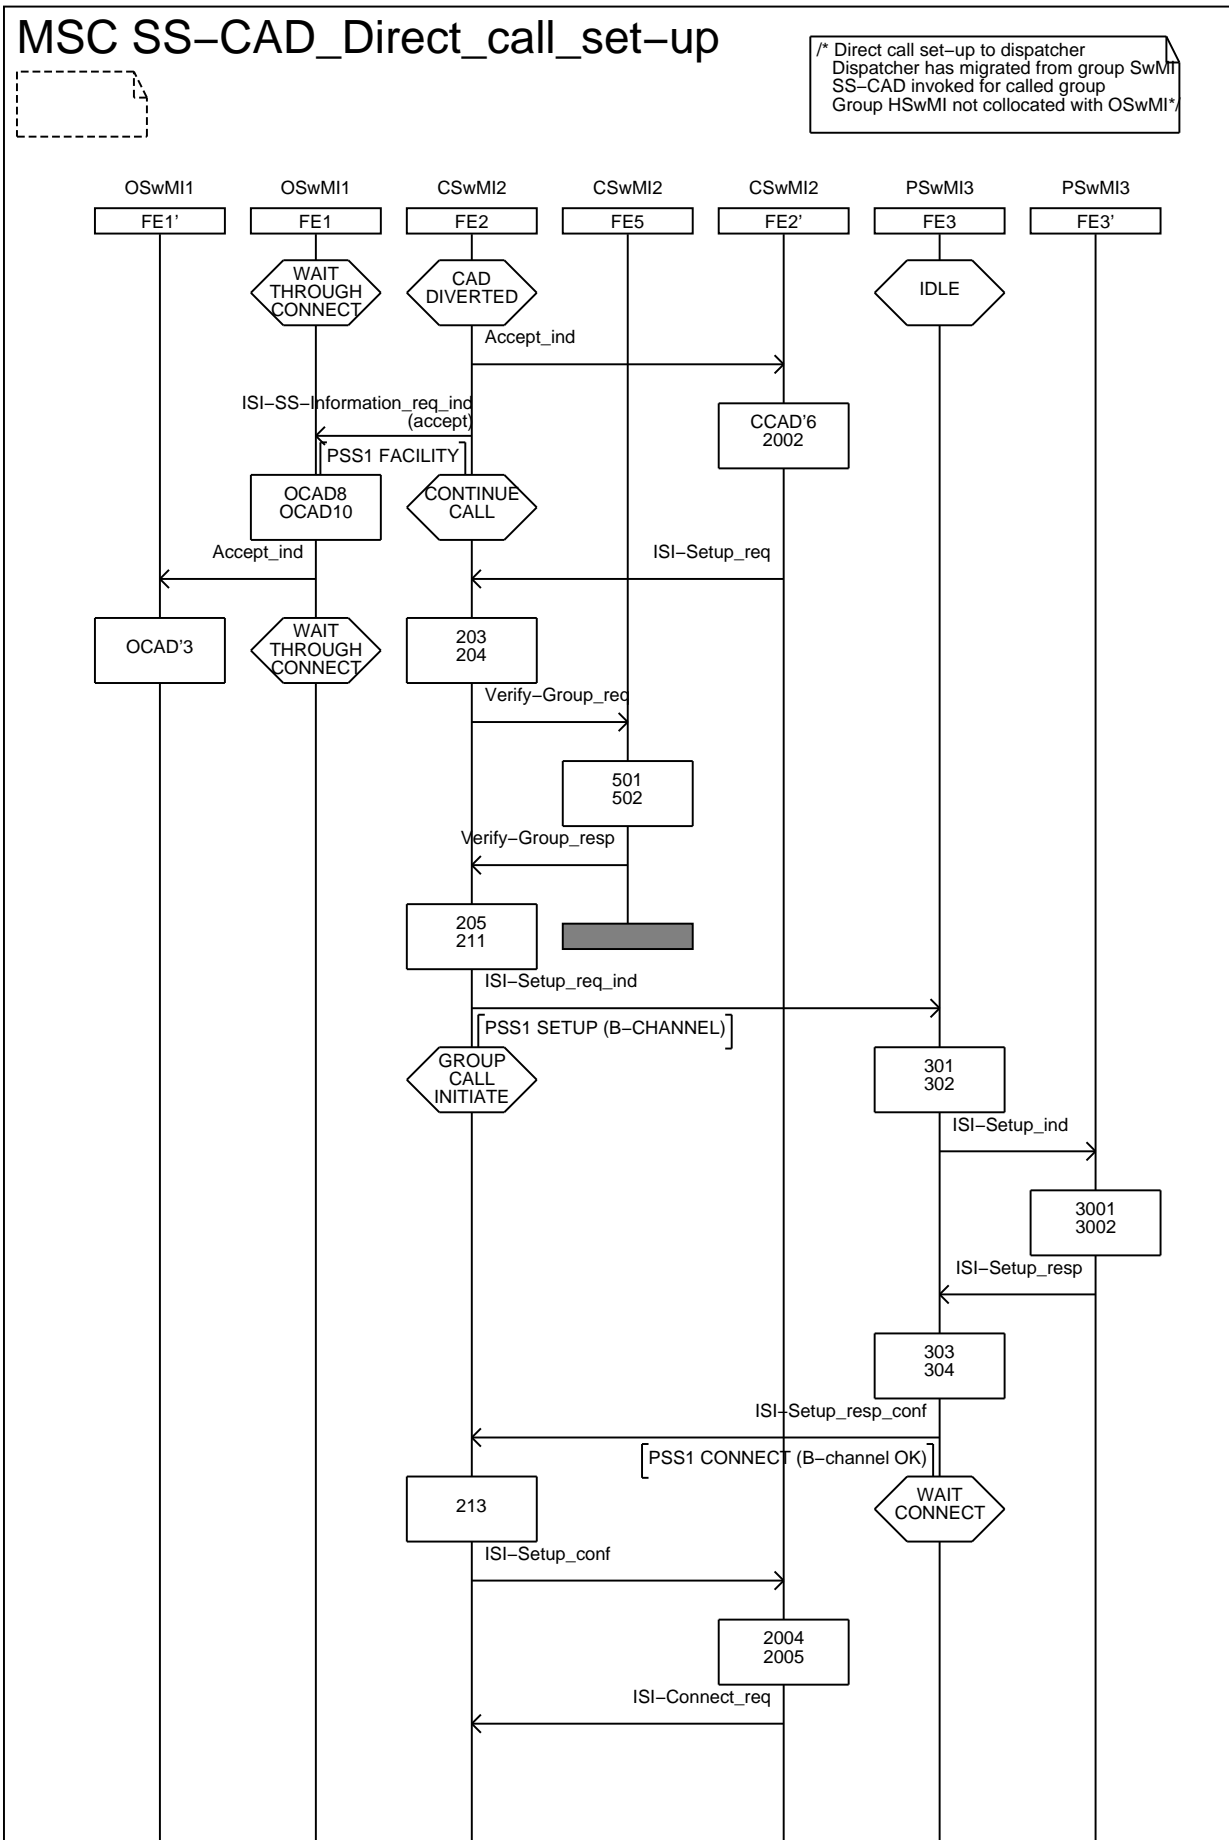 MSC SS−CAD_Direct_call_set−up
/* Direct call set−up to dispatcher
Dispatcher has migrated from group SwMI
SS−CAD invoked for called group
Group HSwMI not collocated with OSwMI*/
OSwMI1 OSwMI1 CSwMI2 CSwMI2 CSwMI2 PSwMI3 PSwMI3
FE1' FE1 FE2 FE5 FE2' FE3 FE3'
WAIT
THROUGH
CONNECT
CAD
DIVERTED
IDLE
Accept_ind
ISI−SS−Information_req_ind
(accept)
PSS1 FACILITY
CCAD'6
2002
OCAD8
OCAD10
CONTINUE
CALL
Accept_ind
ISI−Setup_req
OCAD'3
WAIT
THROUGH
CONNECT
203
204
Verify−Group_req
501
502
Verify−Group_resp
205
211
ISI−Setup_req_ind
PSS1 SETUP (B−CHANNEL)
GROUP
CALL
INITIATE
301
302
ISI−Setup_ind
3001
3002
ISI−Setup_resp
303
304
ISI−Setup_resp_conf
PSS1 CONNECT (B−channel OK)
213
WAIT
CONNECT
ISI−Setup_conf
2004
2005
ISI−Connect_req